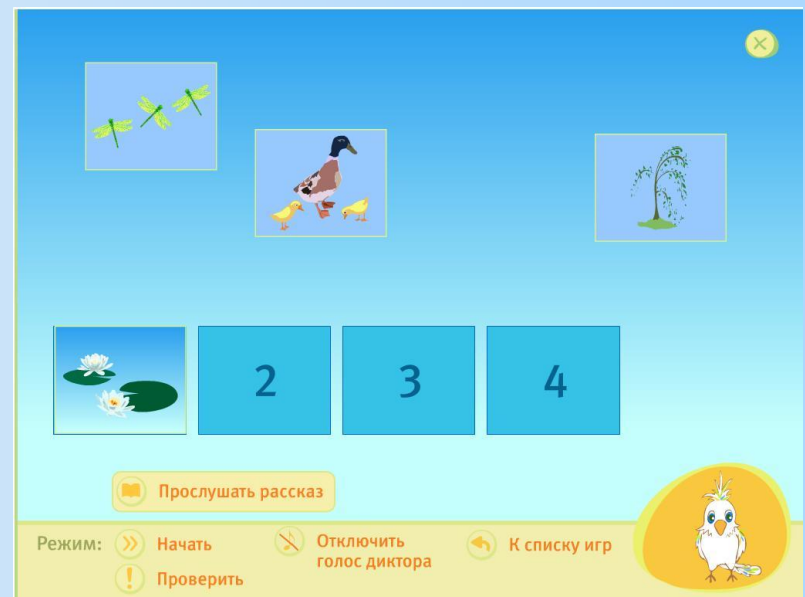 2 3 4
Прослушать рассказ
Режим: Начать Отключить голос диктора К списку игр
Проверить